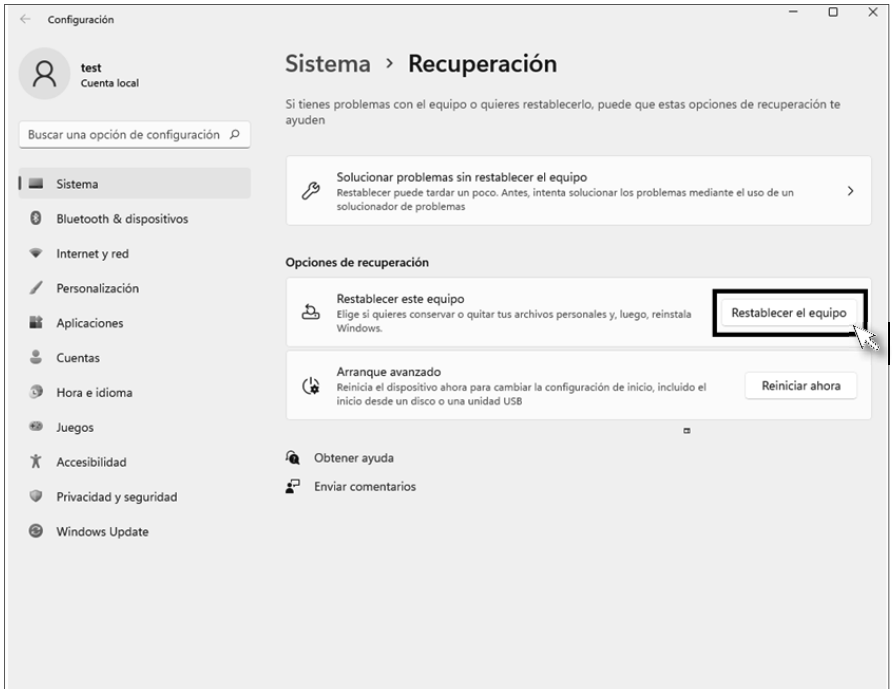 Configuración
test
Cuenta local
Buscar una opción de configuración
Sistema
Bluetooth & dispositivos
Internet y red
Personalización
Aplicaciones
Cuentas
Hora e idioma
Juegos
Accesibilidad
Privacidad y seguridad
Windows Update
Sistema › Recuperación
Si tienes problemas con el equipo o quieres restablecerlo, puede que estas opciones de recuperación te
ayuden
Solucionar problemas sin restablecer el equipo
Restablecer puede tardar un poco. Antes, intenta solucionar los problemas mediante el uso de un
solucionador de problemas
Opciones de recuperación
Restablecer este equipo
Elige si quieres conservar o quitar tus archivos personales y, luego, reinstala
Windows.
Restablecer el equipo
Arranque avanzado
Reinicia el dispositivo ahora para cambiar la configuración de inicio, incluido el
inicio desde un disco o una unidad USB
Reiniciar ahora
Obtener ayuda
Enviar comentarios